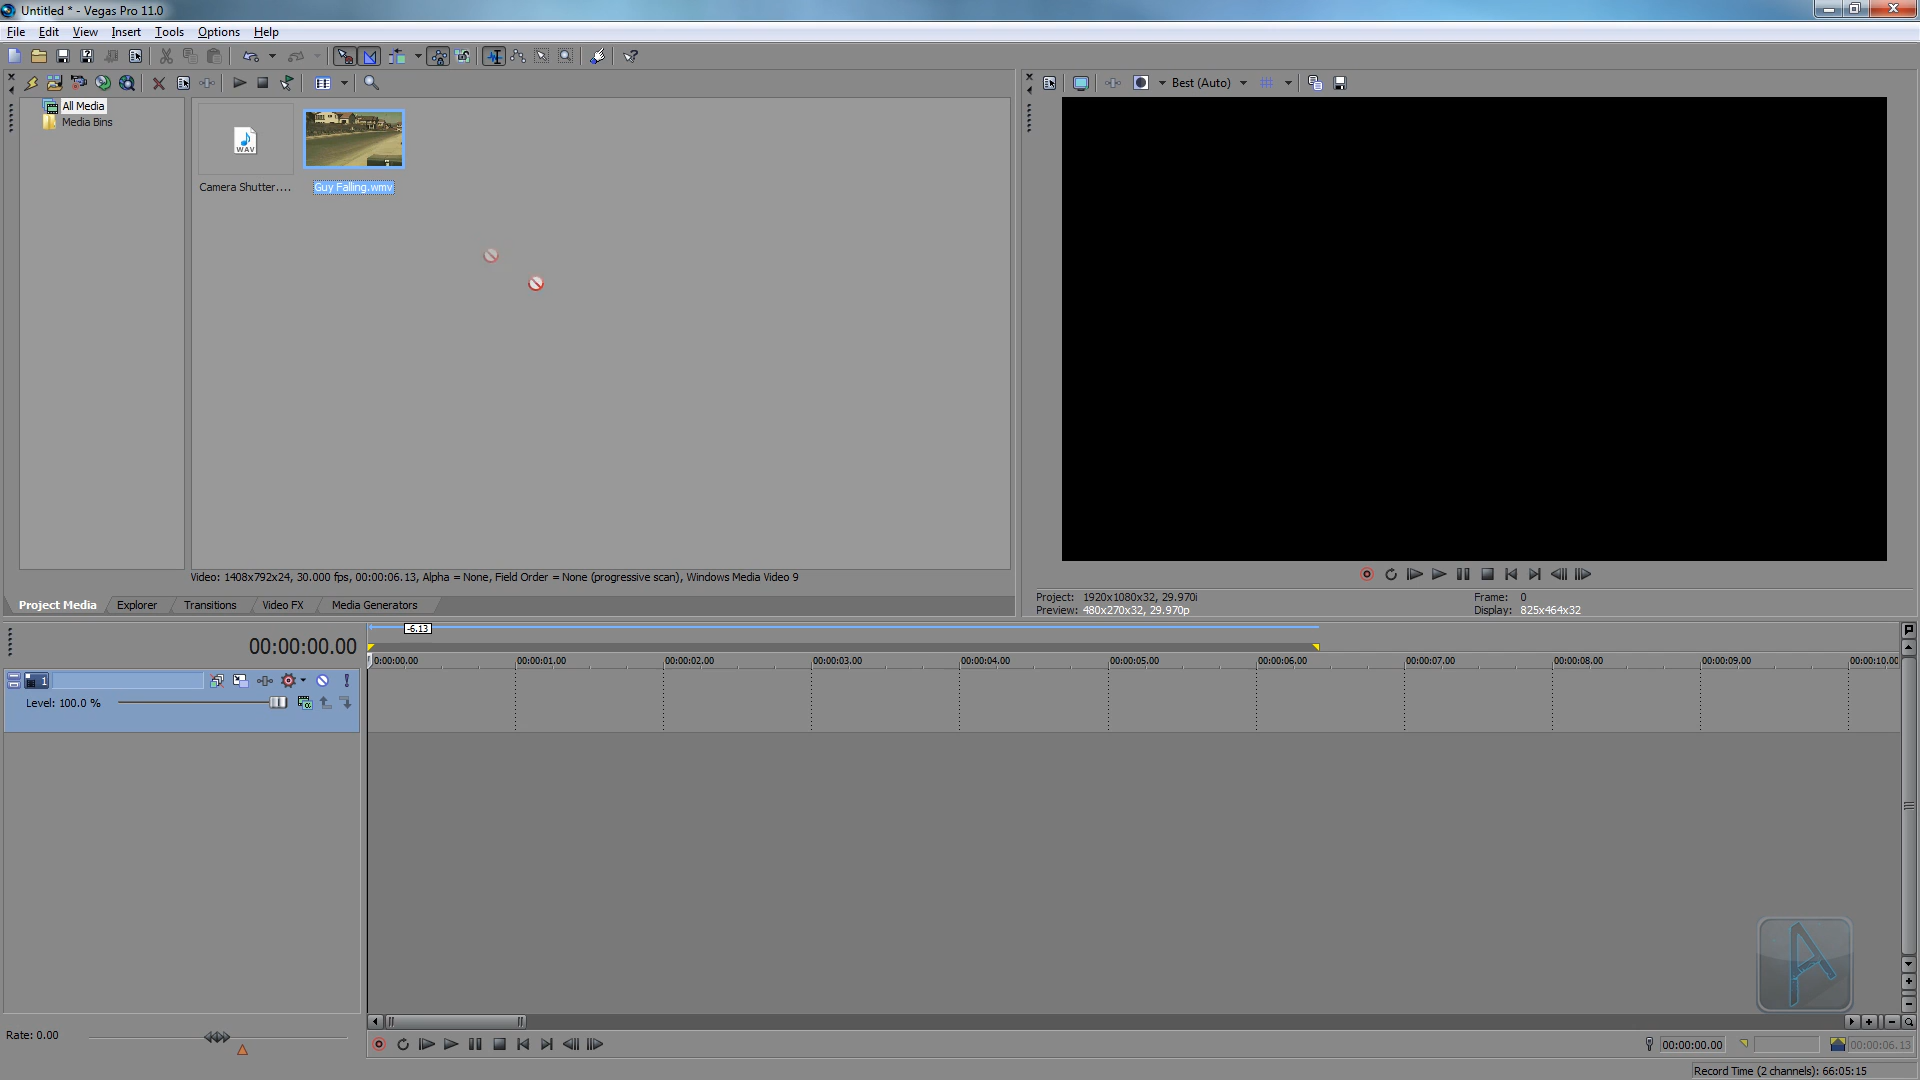 Untitled * - Vegas Pro 11.0
File Edit View Insert Tools Options Help
Best (Auto)
All Media
Media Bins
WAV
Camera Shutter....
Guy Falling.wmv
Video: 1408x792x24, 30.000 fps, 00:00:06.13, Alpha = None, Field Order = None (progressive scan), Windows Media Video 9
Project Media Explorer Transitions Video FX Media Generators
Project: 1920x1080x32, 29.970i
Frame: 0
Preview: 480x270x32, 29.970p
Display: 825x464x32
-6.13
00:00:00.00
0:00:00.00 00:00:01.00 00:00:02.00 00:00:03.00 00:00:04.00 00:00:05.00 00:00:06.00 00:00:07.00 00:00:08.00 00:00:09.00 00:00:10.00
1
Level: 100.0 %
A
Rate: 0.00
00:00:00.00
00:00:06.13
Record Time (2 channels): 66:05:15